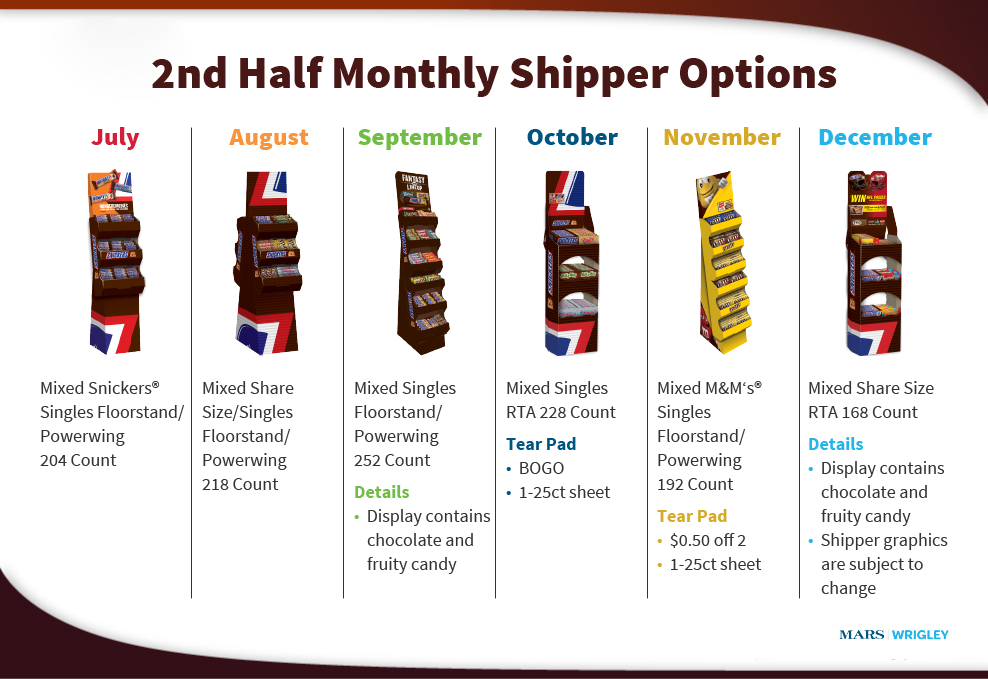 2nd Half Monthly Shipper Options
July
Mixed Snickers®
Singles Floorstand/
Powerwing
204 Count
August
Mixed Share
Size/Singles
Floorstand/
Powerwing
218 Count
September
FANTASY
LINEUP
Mixed Singles
Floorstand/
Powerwing
252 Count
Details
• Display contains
chocolate and
fruity candy
October
Mixed Singles
RTA 228 Count
Tear Pad
• BOGO
• 1-25ct sheet
November
Mixed M&M‘s®
Singles
Floorstand/
Powerwing
192 Count
Tear Pad
• $0.50 off 2
• 1-25ct sheet
December
WIN NFL PRIZES
Mixed Share Size
RTA 168 Count
Details
• Display contains
chocolate and
fruity candy
• Shipper graphics
are subject to
change
MARS | WRIGLEY